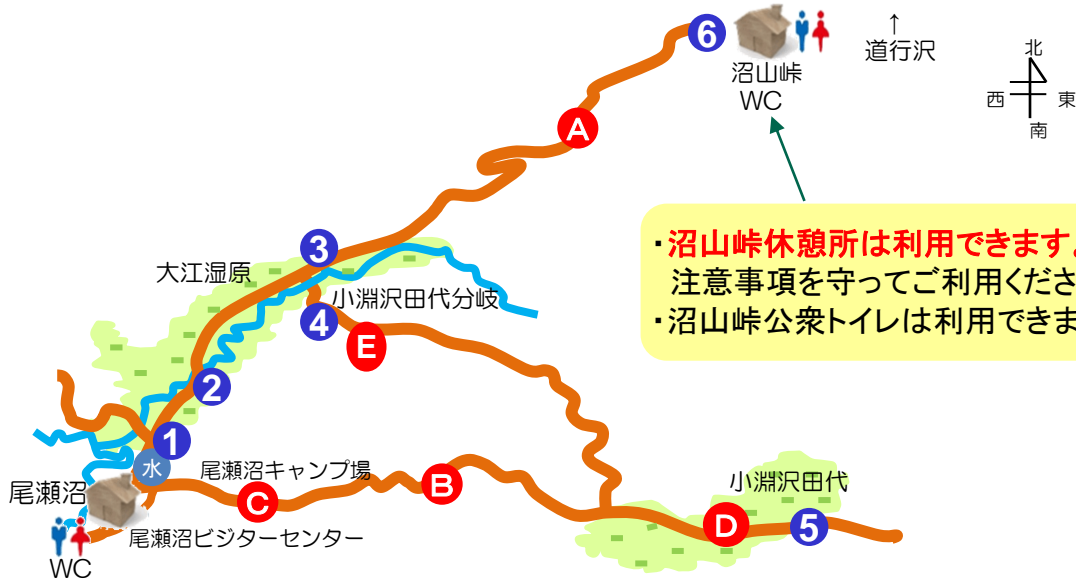 6
沼山峠
WC
↑
道行沢
北
西 東
南
A
・沼山峠休憩所は利用できます。
注意事項を守ってご利用くださ
・沼山峠公衆トイレは利用できま
3
大江湿原
小淵沢田代分岐
4
E
2
1
水
尾瀬沼キャンプ場
B
C
尾瀬沼
小淵沢田代
D
5
尾瀬沼ビジターセンター
WC